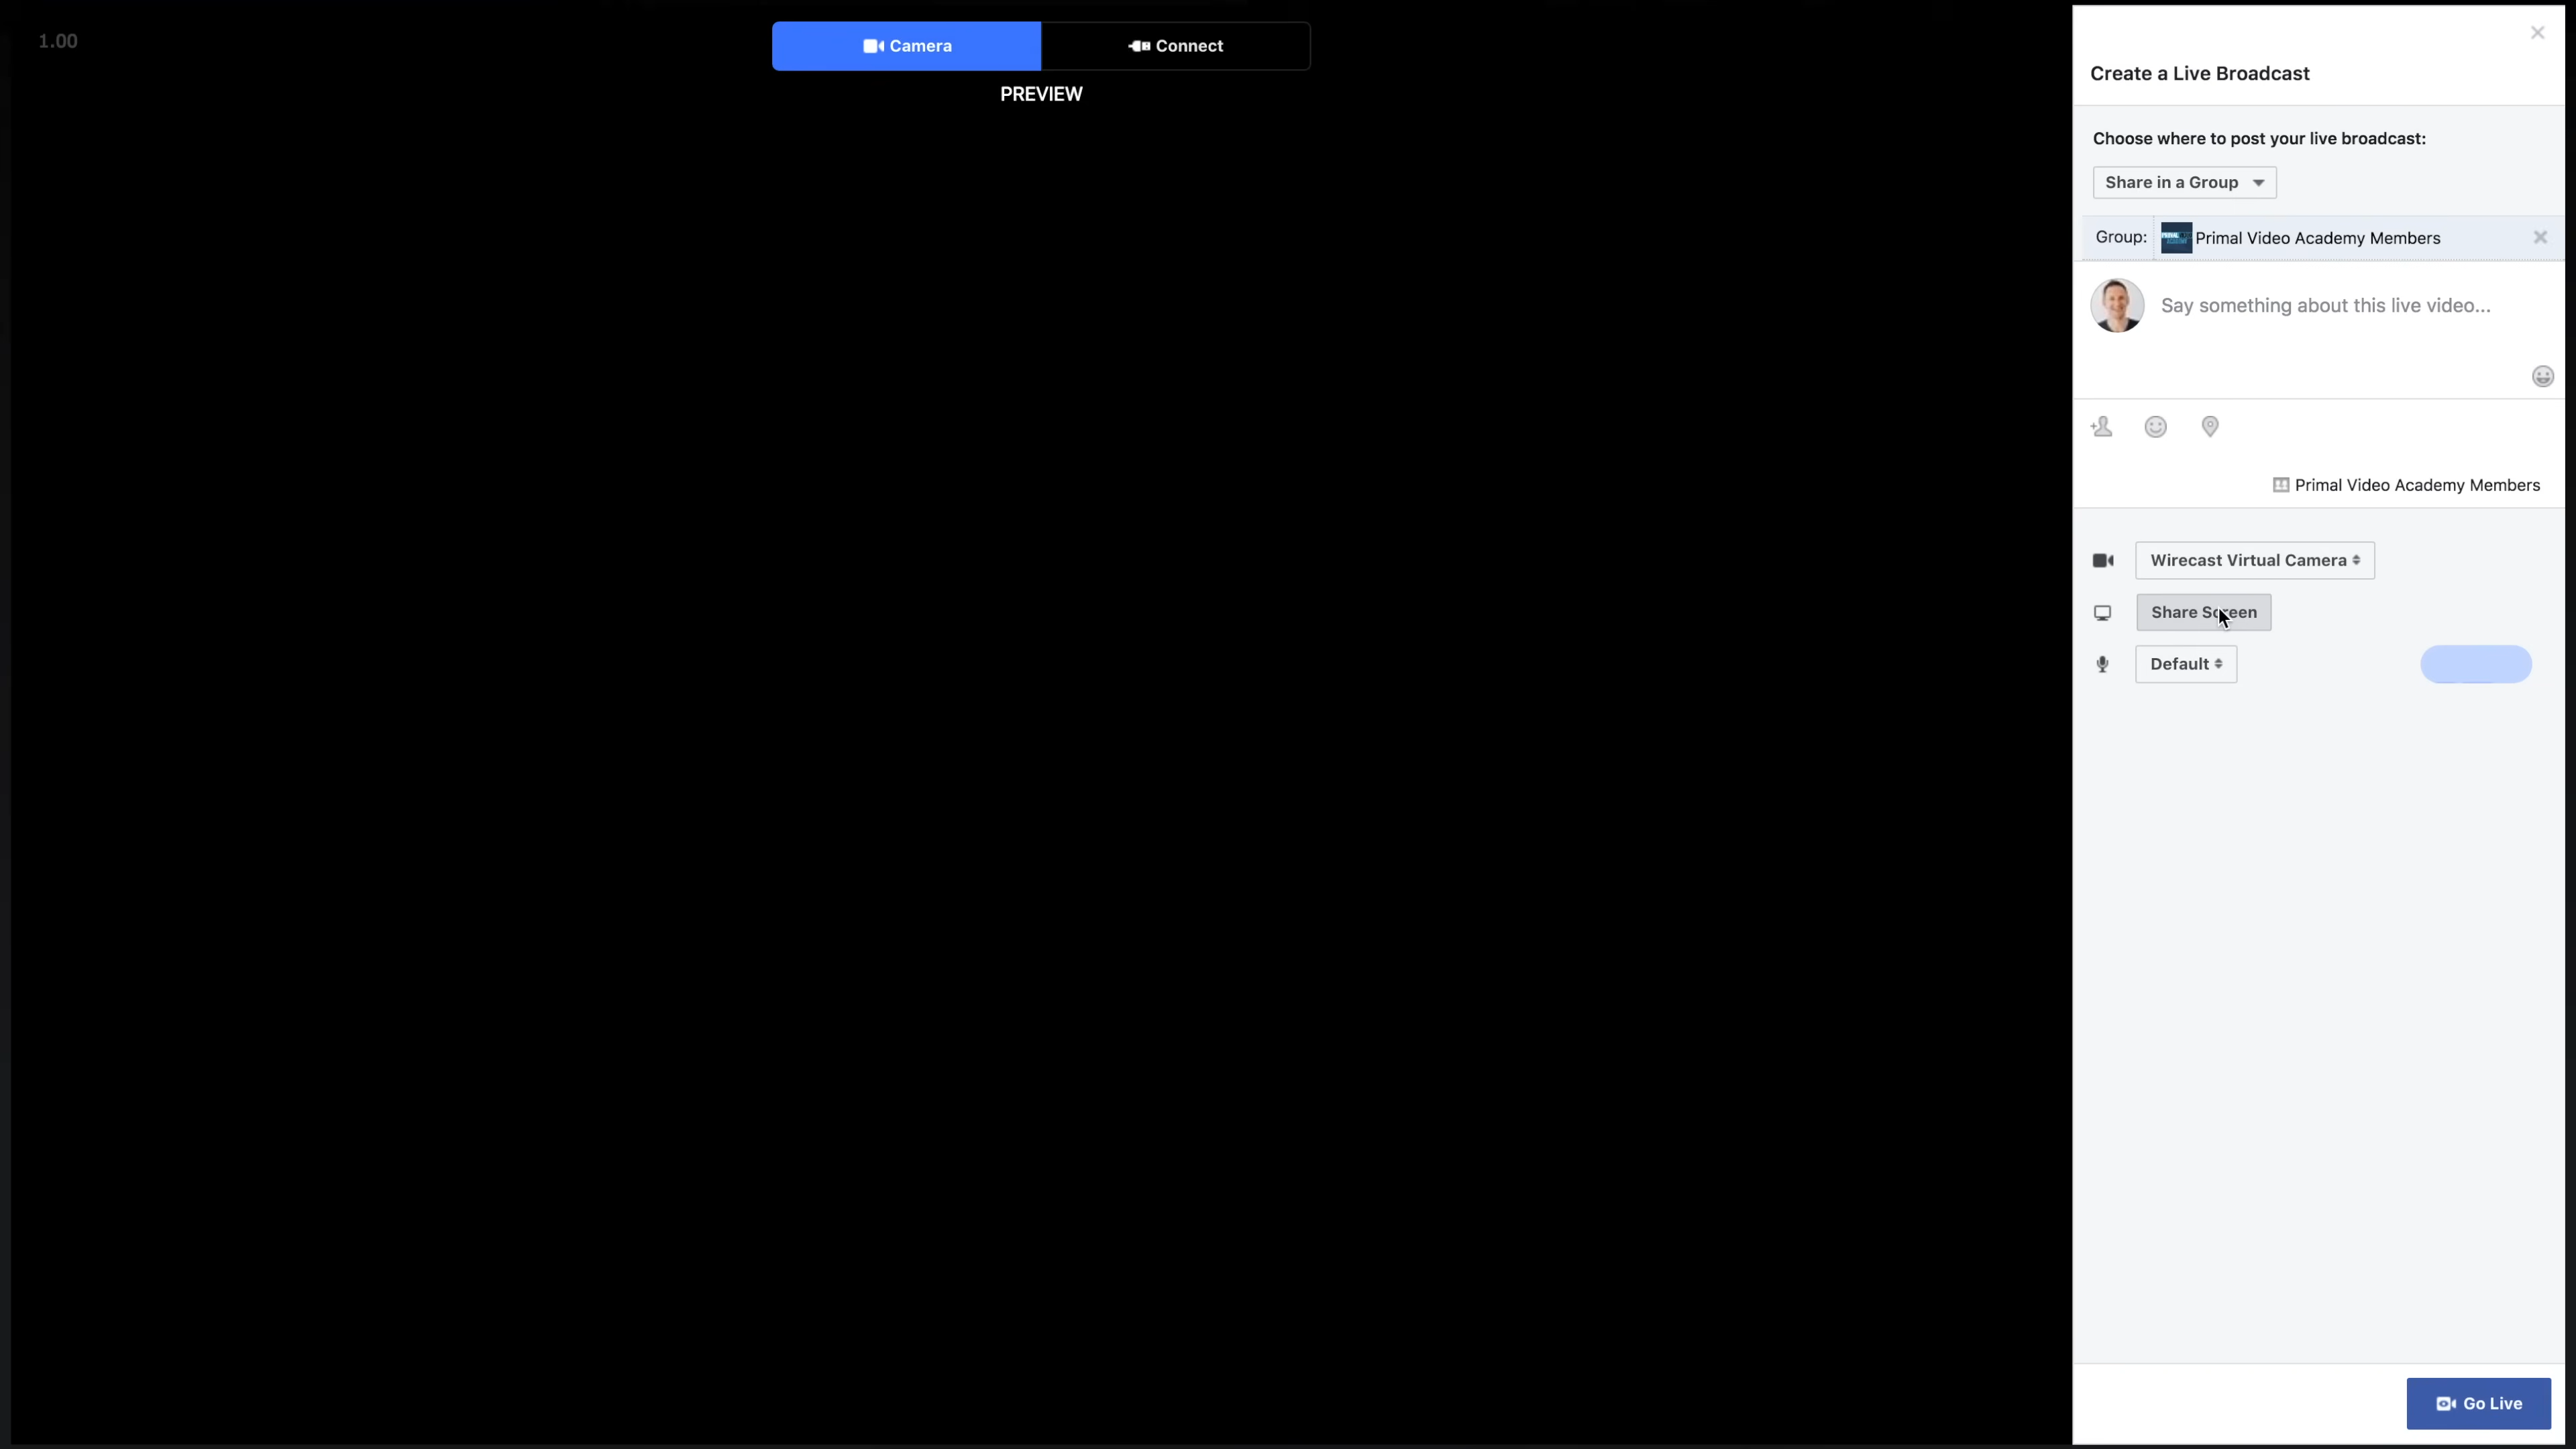 1.00
Camera
Connect
PREVIEW
Create a Live Broadcast
Choose where to post your live broadcast:
Share in a Group
Group: Primal Video Academy Members
Say something about this live video...
Primal Video Academy Members
Wirecast Virtual Camera
Share Screen
Default
Go Live